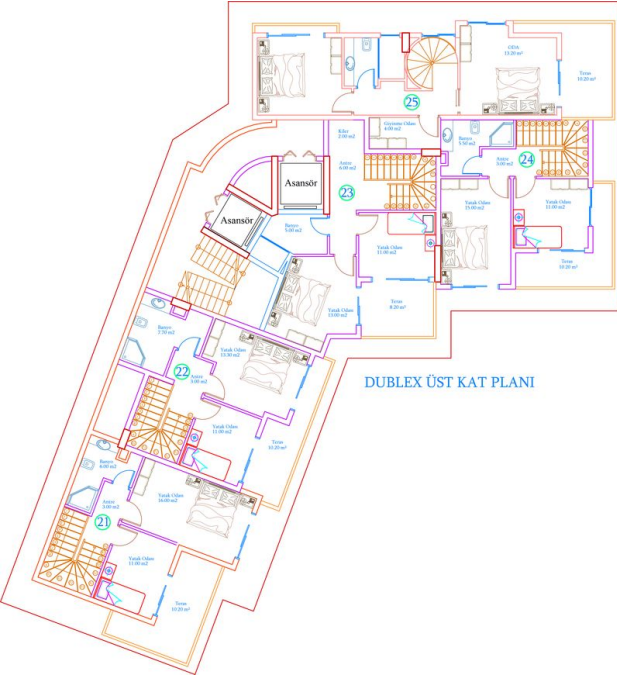 ODA
13.20 m²
Teras
10.20 m²
25
Giyinme Odası
4.00 m2
Kiler
2.00 m2
Banyo
5.50 m2
Antre
3.00 m2
24
Antre
6.00 m2
23
Asansör
Asansör
Banyo
5.00 m2
Yatak Odası
11.00 m2
Yatak Odası
15.00 m2
Yatak Odası
11.00 m2
Teras
10.20 m2
Teras
8.20 m²
Yatak Odası
13.00 m2
Banyo
7.50 m2
Yatak Odası
13.30 m2
22
Antre
3.00 m2
DUBLEX ÜST KAT PLANI
Yatak Odası
11.00 m2
Teras
10.20 m²
Banyo
6.00 m2
Antre
3.00 m2
21
Yatak Odası
14.00 m2
Yatak Odası
11.00 m2
Teras
10.20 m²